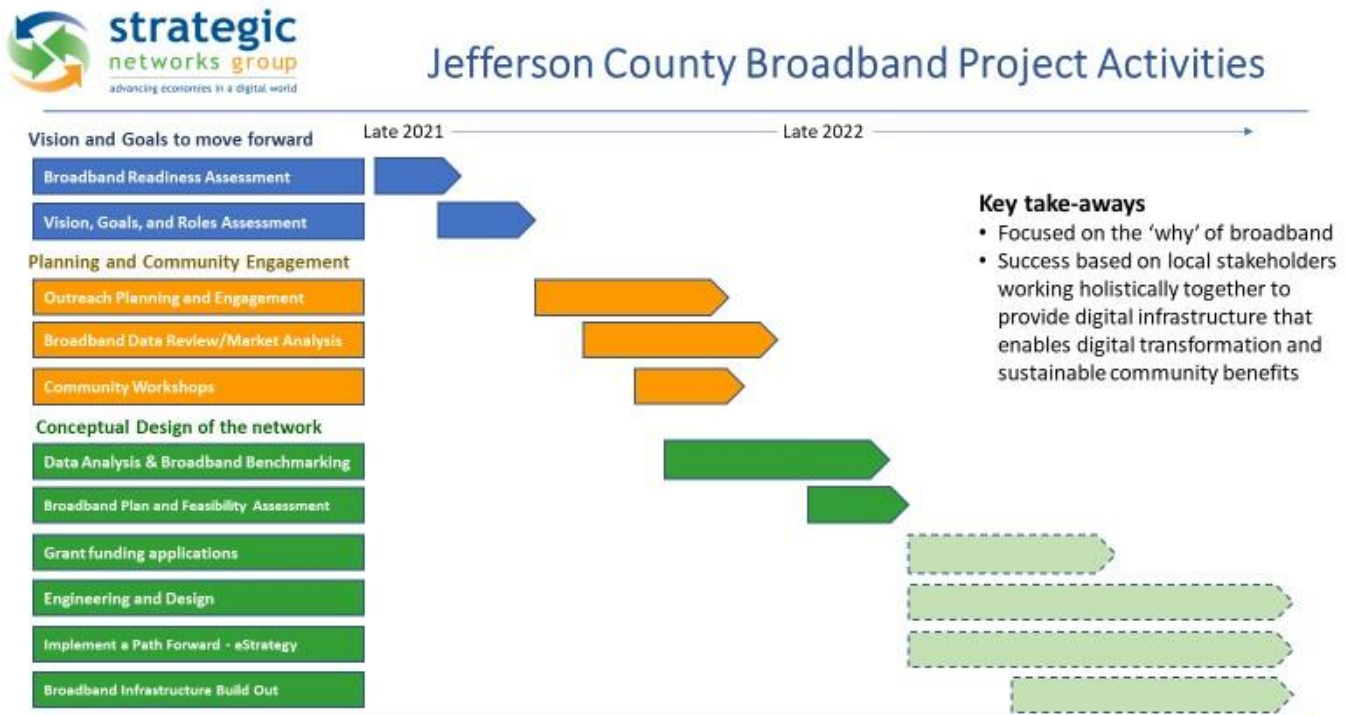 strategic
networks group
advancing economies in a digital world
Jefferson County Broadband Project Activities
Late 2021
Late 2022
Vision and Goals to move forward
Broadband Readiness Assessment
Vision, Goals, and Roles Assessment
Planning and Community Engagement
Outreach Planning and Engagement
Broadband Data Review/Market Analysis
Community Workshops
Conceptual Design of the network
Data Analysis & Broadband Benchmarking
Broadband Plan and Feasibility Assessment
Grant funding applications
Engineering and Design
Implement a Path Forward - eStrategy
Broadband Infrastructure Build Out
Key take-aways
• Focused on the ‘why’ of broadband
• Success based on local stakeholders
working holistically together to
provide digital infrastructure that
enables digital transformation and
sustainable community benefits